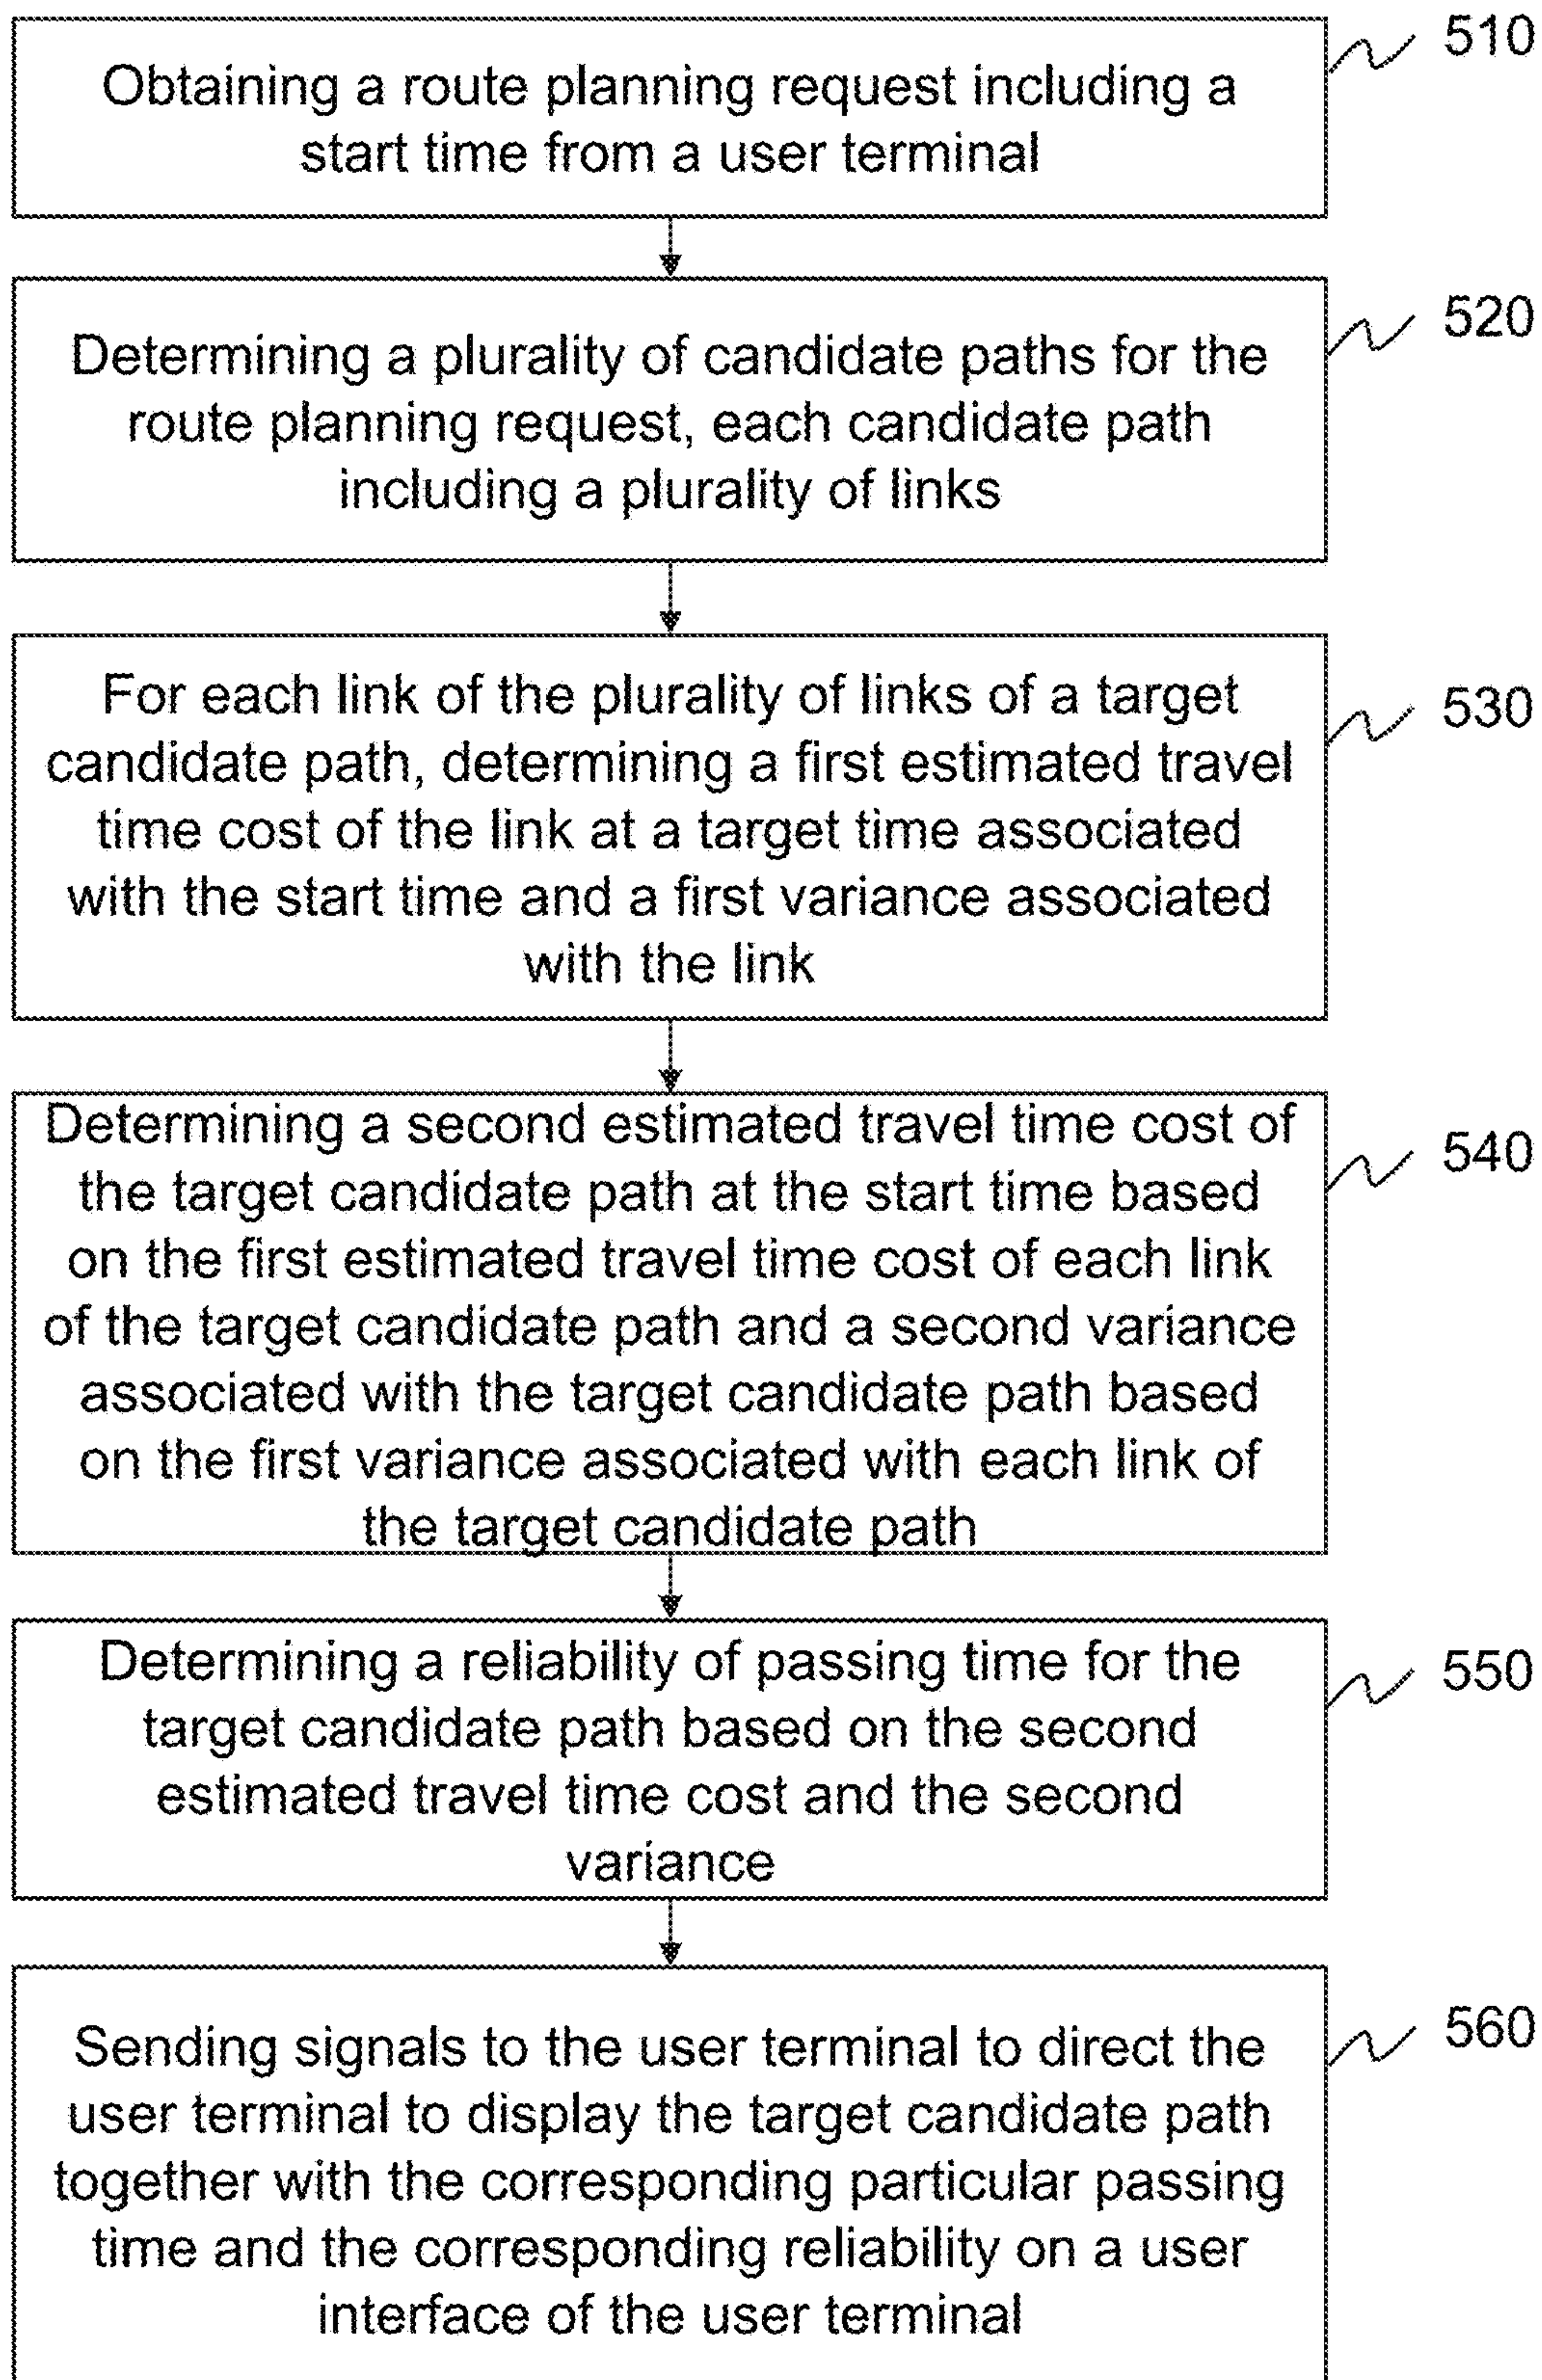 510
Obtaining a route planning request including a
start time from a user terminal
520
Determining a plurality of candidate paths for the
route planning request, each candidate path
including a plurality of links
530
For each link of the plurality of links of a target
candidate path, determining a first estimated travel
time cost of the link at a target time associated
with the start time and a first variance associated
with the link
540
Determining a second estimated travel time cost of
the target candidate path at the start time based
on the first estimated travel time cost of each link
of the target candidate path and a second variance
associated with the target candidate path based
on the first variance associated with each link of
the target candidate path
550
Determining a reliability of passing time for the
target candidate path based on the second
estimated travel time cost and the second
variance
560
Sending signals to the user terminal to direct the
user terminal to display the target candidate path
together with the corresponding particular passing
time and the corresponding reliability on a user
interface of the user terminal